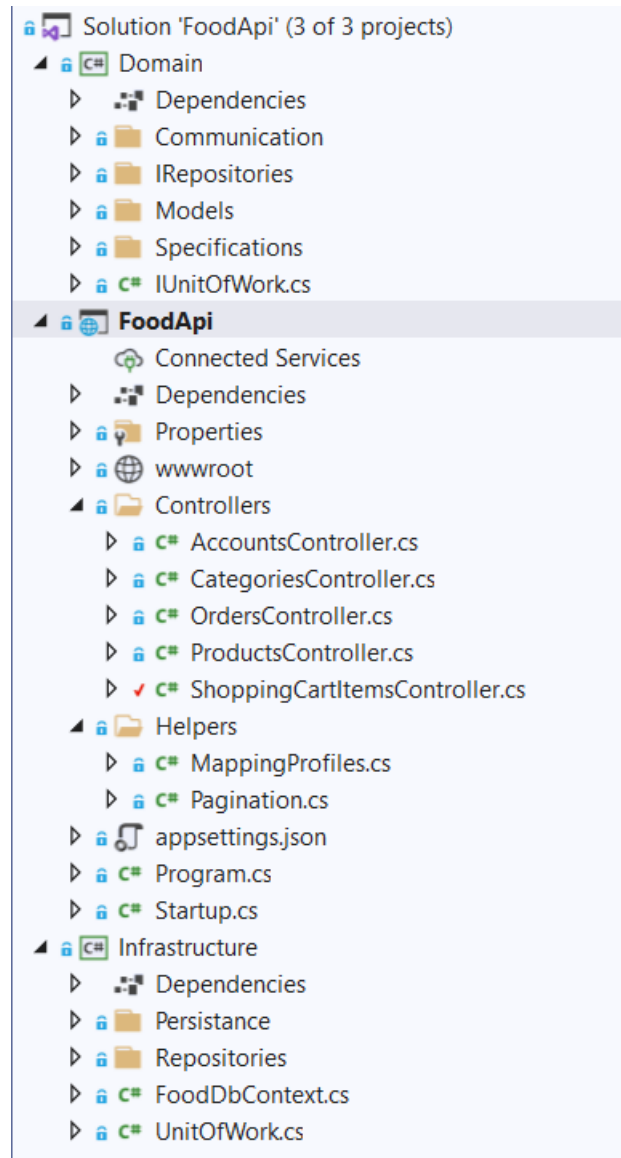 Solution 'FoodApi' (3 of 3 projects)
C# Domain
Dependencies
Communication
IRepositories
Models
Specifications
C# IUnitOfWork.cs
FoodApi
Connected Services
Dependencies
Properties
wwwroot
Controllers
C# AccountsController.cs
C# CategoriesController.cs
C# OrdersController.cs
C# ProductsController.cs
C# ShoppingCartItemsController.cs
Helpers
C# MappingProfiles.cs
C# Pagination.cs
appsettings.json
C# Program.cs
C# Startup.cs
C# Infrastructure
Dependencies
Persistance
Repositories
C# FoodDbContext.cs
C# UnitOfWork.cs